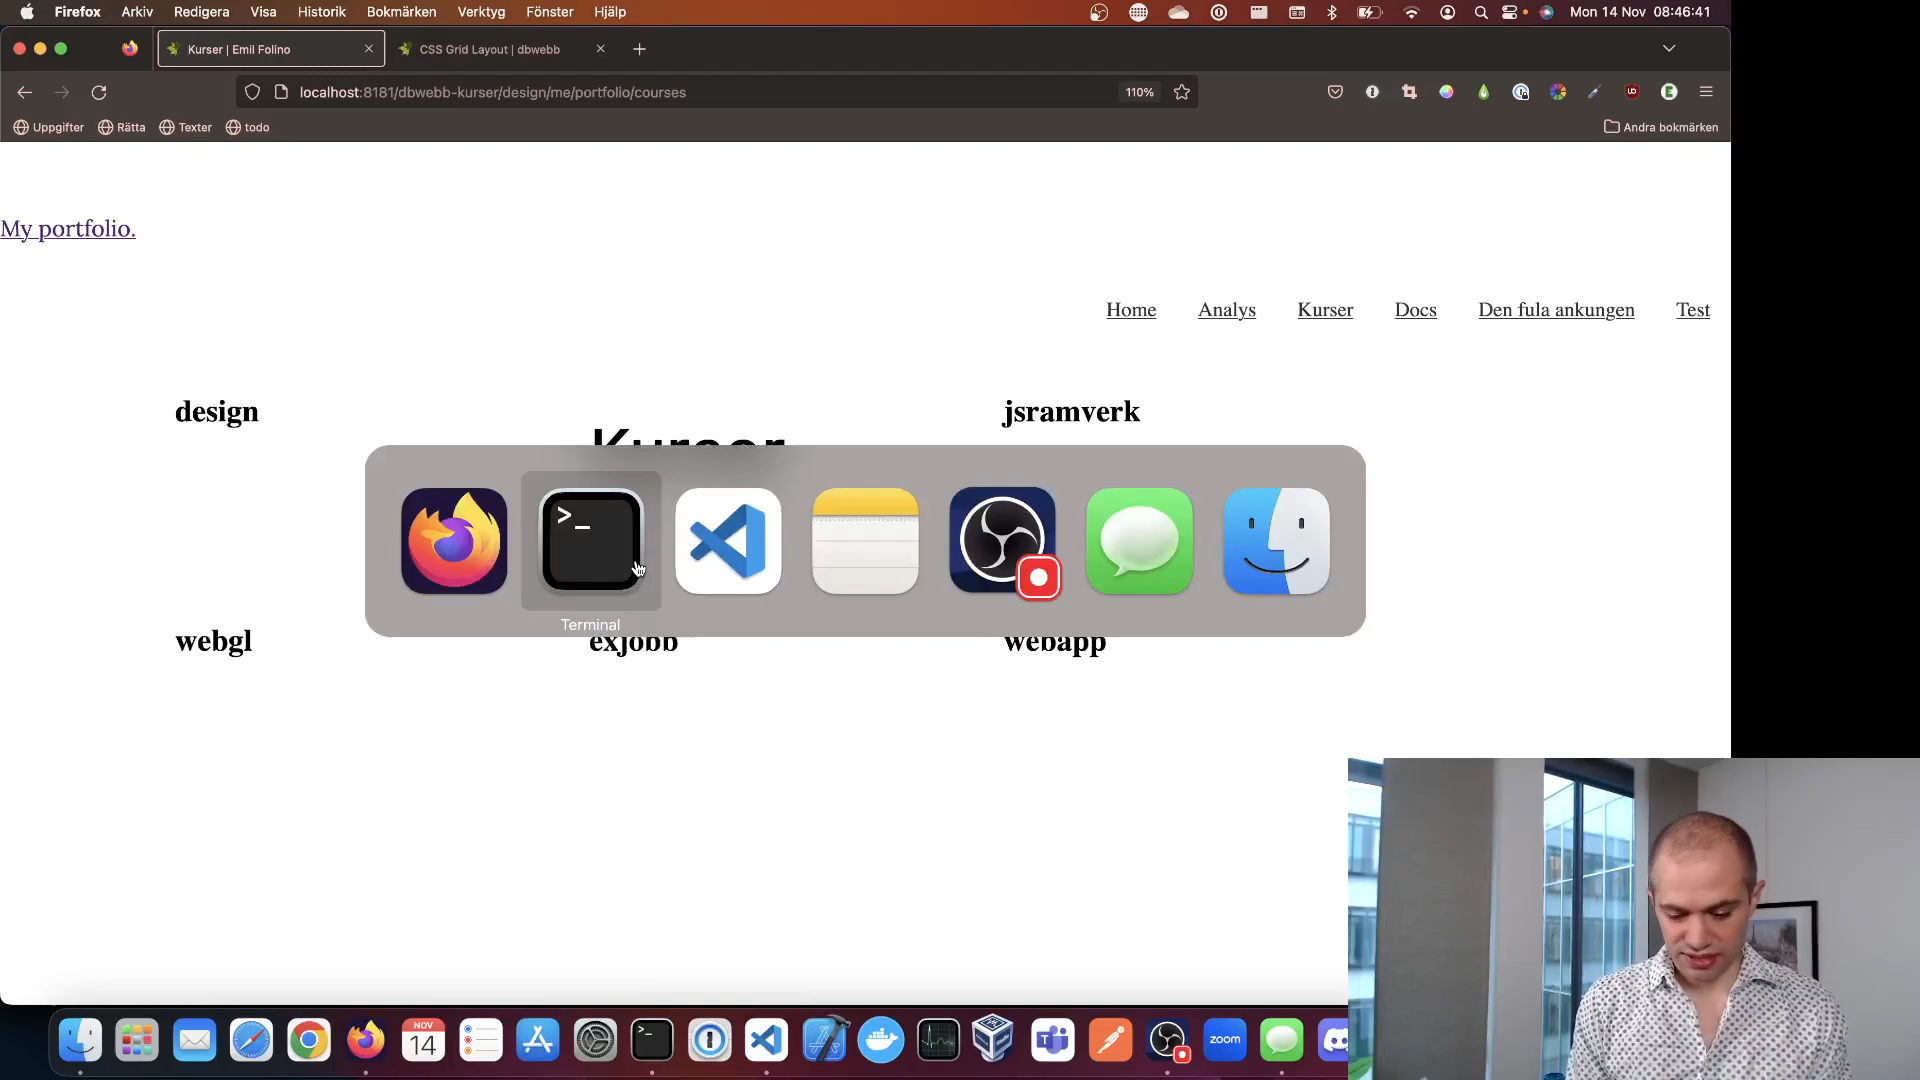 Firefox Arkiv Redigera Visa Historik Bokmärken Verktyg Fönster Hjälp Mon 14 Nov 08:46:41
Kurser | Emil Folino CSS Grid Layout | dbwebb
localhost:8181/dbwebb-kurser/design/me/portfolio/courses 110%
Uppgifter Rätta Texter todo Andra bokmärken
My portfolio.
Home Analys Kurser Docs Den fula ankungen Test
design jsramverk
Kurser
>_
Terminal
webgl exjobb webapp
NOV
14
zoom